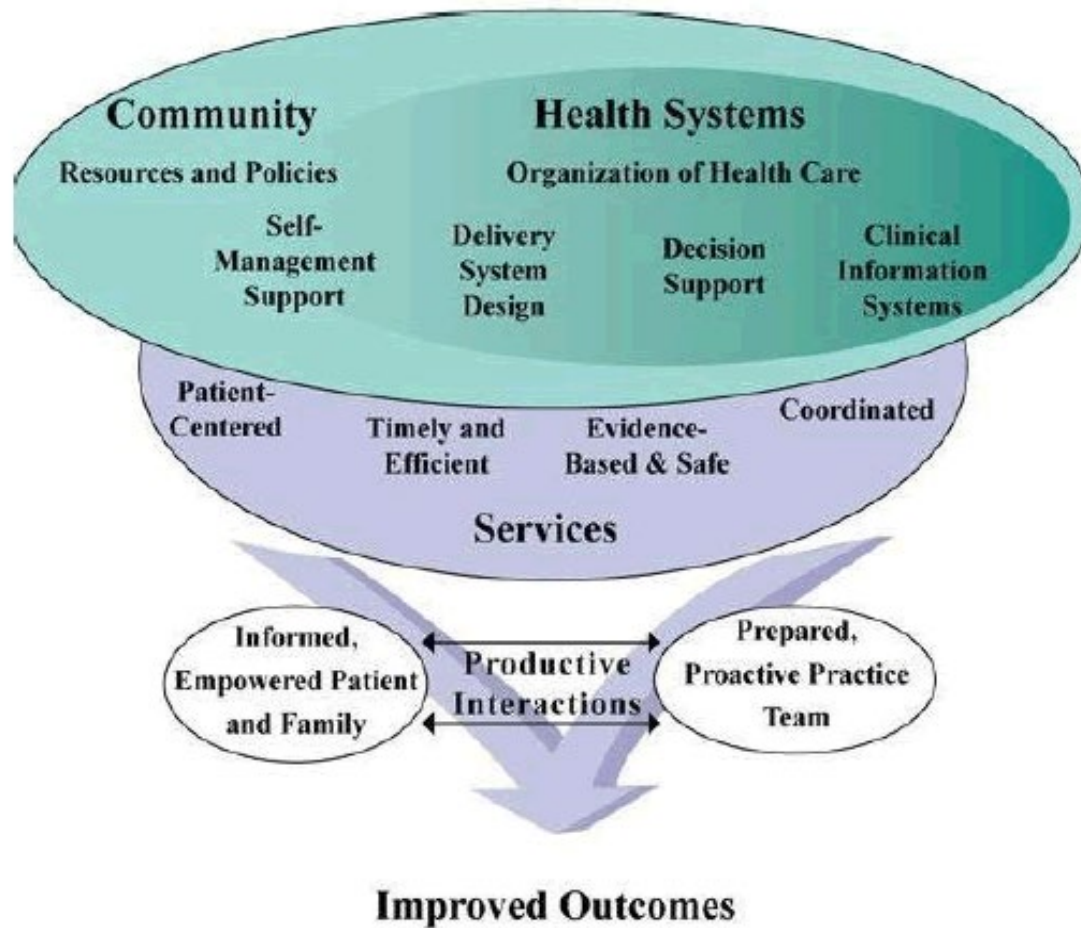 Community
Resources and Policies
Health Systems
Organization of Health Care
Self-
Management
Support
Delivery
System
Design
Decision
Support
Clinical
Information
Systems
Patient-
Centered
Timely and
Efficient
Evidence-
Based & Safe
Coordinated
Services
Informed,
Empowered Patient
and Family
Productive
Interactions
Prepared,
Proactive Practice
Team
Improved Outcomes